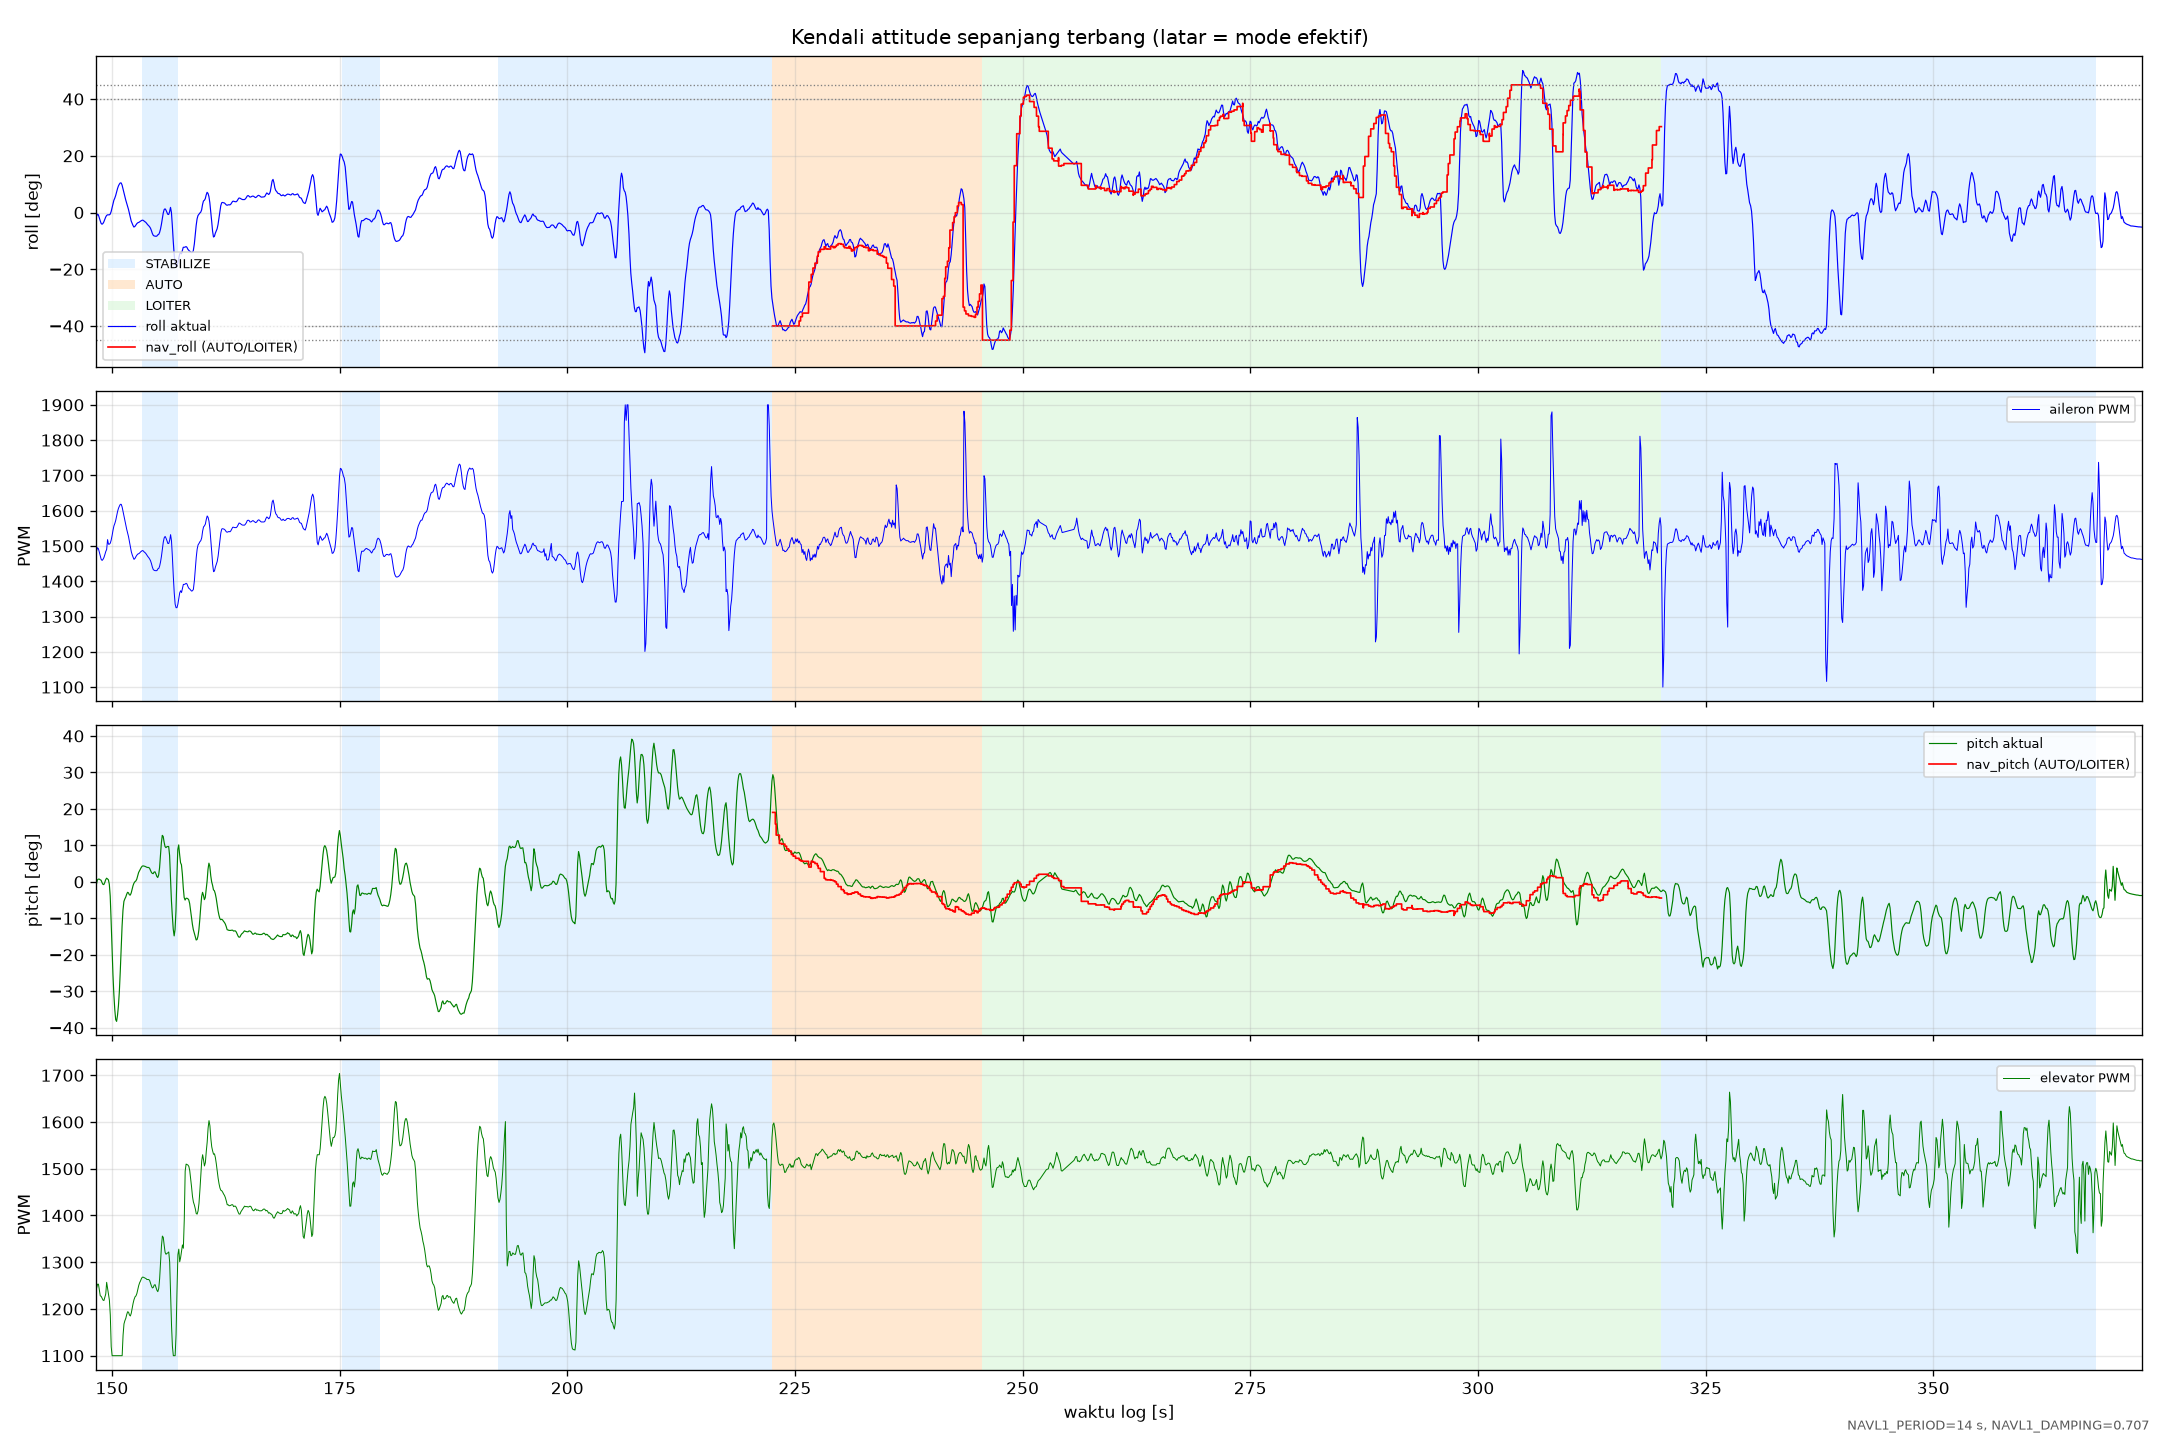 Kendali attitude sepanjang terbang (latar = mode efektif)
roll [deg]
40
20
0
−20
−40
STABILIZE
AUTO
LOITER
roll aktual
nav_roll (AUTO/LOITER)
PWM
1900
1800
1700
1600
1500
1400
1300
1200
1100
aileron PWM
pitch [deg]
40
30
20
10
0
−10
−20
−30
−40
pitch aktual
nav_pitch (AUTO/LOITER)
PWM
1700
1600
1500
1400
1300
1200
1100
elevator PWM
150 175 200 225 250 275 300 325 350
waktu log [s]
NAVL1_PERIOD=14 s, NAVL1_DAMPING=0.707